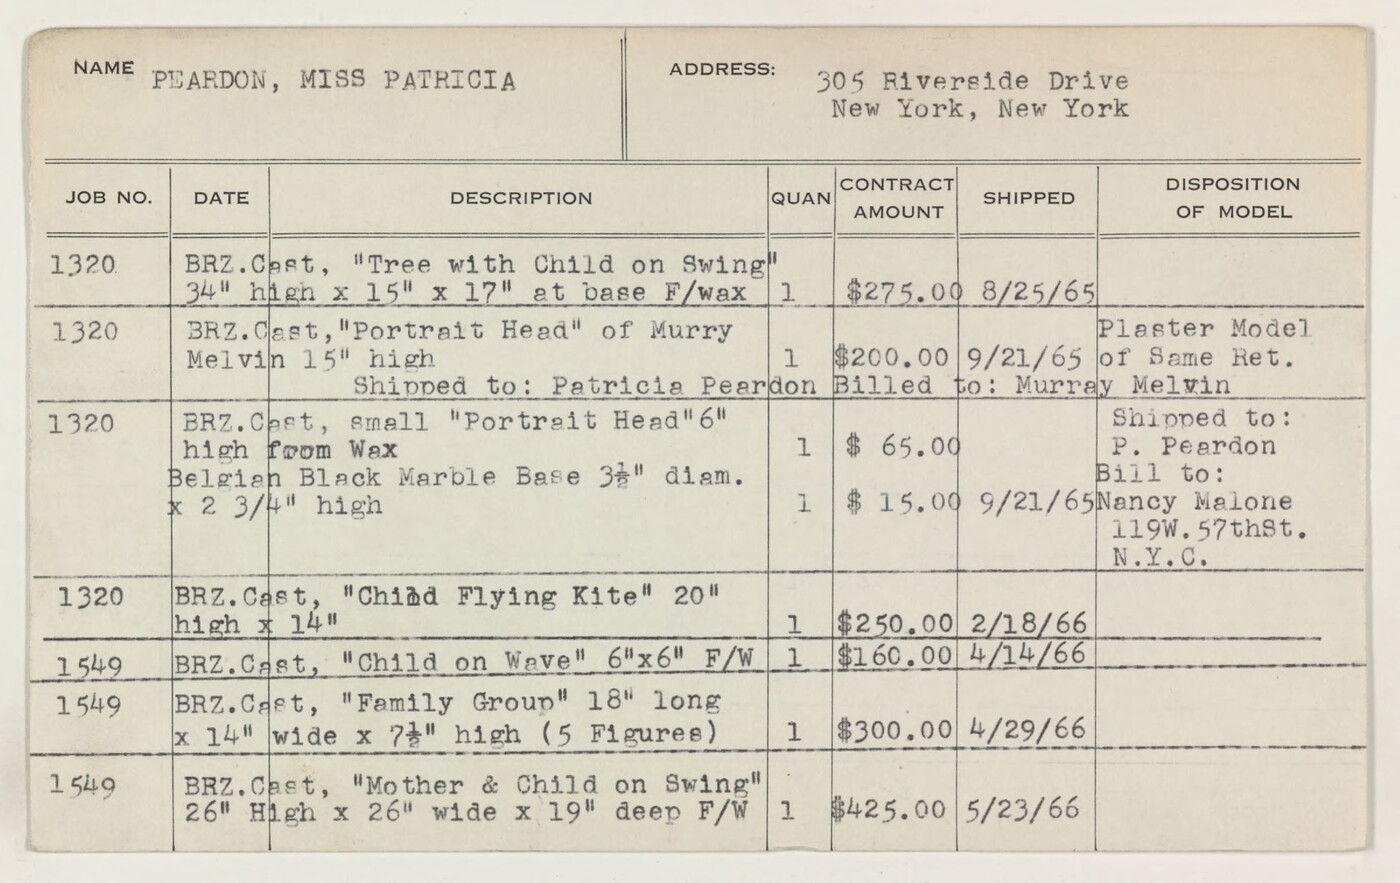 NAME PEARDON, MISS PATRICIA
ADDRESS: 305 Riverside Drive
New York, New York
JOB NO. DATE DESCRIPTION QUAN CONTRACT AMOUNT SHIPPED DISPOSITION OF MODEL
1320 BRZ.Cast, "Tree with Child on Swing"
34" high x 15" x 17" at base F/wax 1 $275.00 8/25/65
1320 BRZ.Cast,"Portrait Head" of Murry Plaster Model
Melvin 15" high 1 $200.00 9/21/65 of Same Ret.
Shipped to: Patricia Peardon Billed to: Murray Melvin
1320 BRZ.Cast, small "Portrait Head"6" Shipped to:
high from Wax 1 $ 65.00 P. Peardon
Belgian Black Marble Base 3½" diam. Bill to:
x 2 3/4" high 1 $ 15.00 9/21/65 Nancy Malone
119W.57thSt.
N.Y.C.
1320 BRZ.Cast, "Child Flying Kite" 20"
high x 14" 1 $250.00 2/18/66
1549 BRZ.Cast, "Child on Wave" 6"x6" F/W 1 $160.00 4/14/66
1549 BRZ.Cast, "Family Group" 18" long
x 14" wide x 7½" high (5 Figures) 1 $300.00 4/29/66
1549 BRZ.Cast, "Mother & Child on Swing"
26" High x 26" wide x 19" deep F/W 1 $425.00 5/23/66